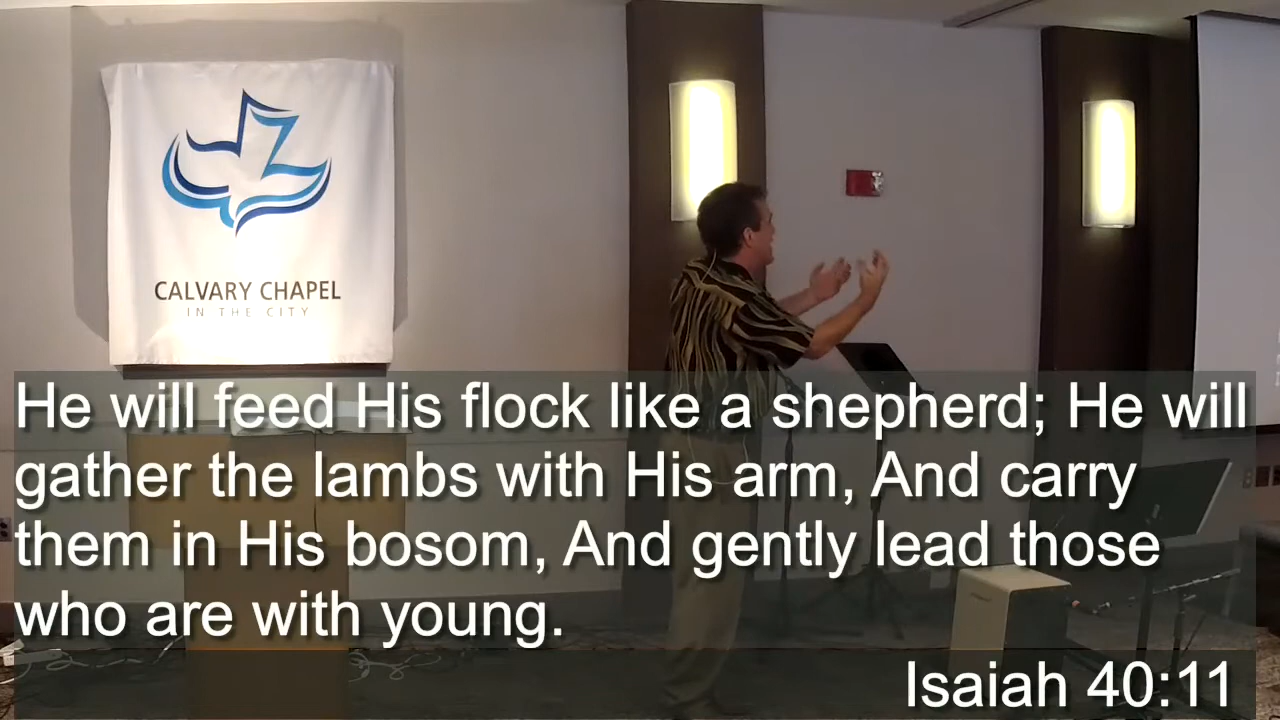 CALVARY CHAPEL
IN THE CITY
He will feed His flock like a shepherd; He will
gather the lambs with His arm, And carry
them in His bosom, And gently lead those
who are with young.
Isaiah 40:11